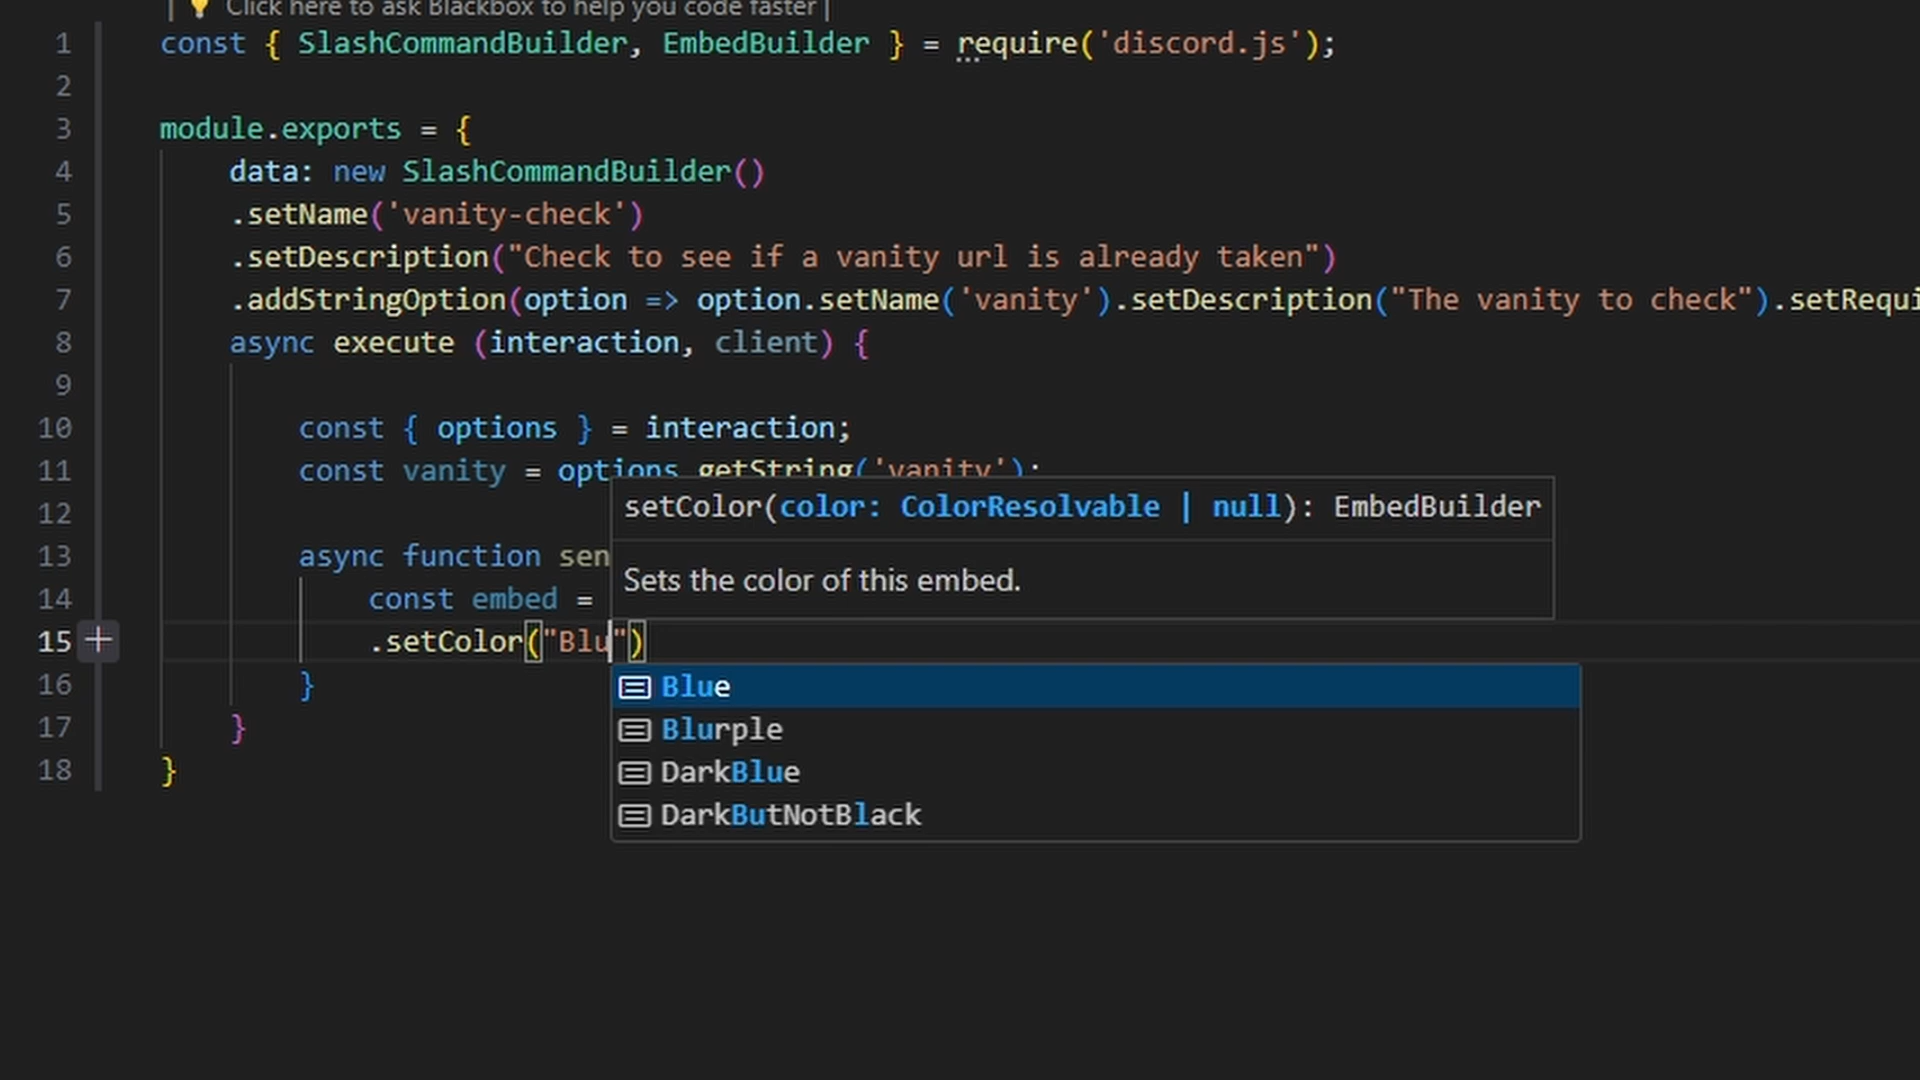 | 💡 Click here to ask Blackbox to help you code faster |
1 const { SlashCommandBuilder, EmbedBuilder } = require('discord.js');
2
3 module.exports = {
4 data: new SlashCommandBuilder()
5 .setName('vanity-check')
6 .setDescription("Check to see if a vanity url is already taken")
7 .addStringOption(option => option.setName('vanity').setDescription("The vanity to check").setRequi
8 async execute (interaction, client) {
9
10 const { options } = interaction;
11 const vanity = options.getString('vanity');
12
setColor(color: ColorResolvable | null): EmbedBuilder
13 async function sen
Sets the color of this embed.
14 const embed =
15 .setColor("Blu")
16 }
Blue
17 }
Blurple
18 }
DarkBlue
DarkButNotBlack